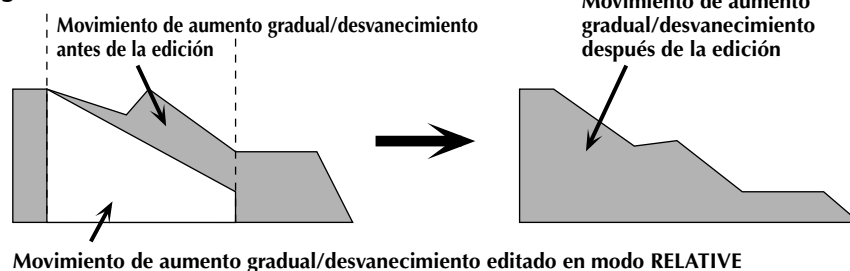 Movimiento de aumento gradual/desvanecimiento
antes de la edición
Movimiento de aumento
gradual/desvanecimiento
después de la edición
Movimiento de aumento gradual/desvanecimiento editado en modo RELATIVE